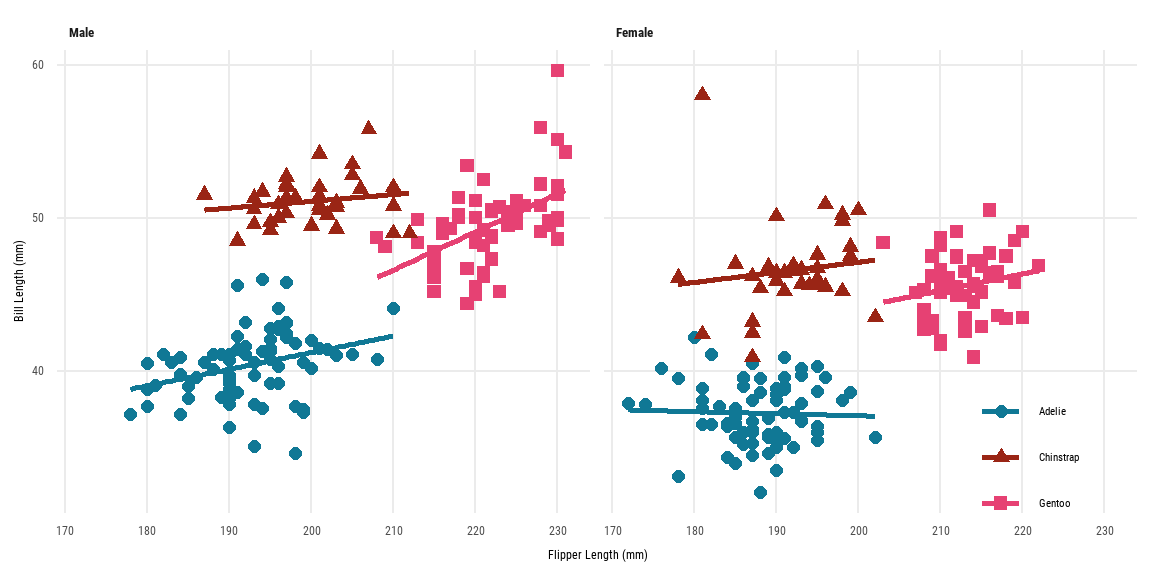 Male
Female
60
50
40
Bill Length (mm)
170 180 190 200 210 220 230
170 180 190 200 210 220 230
Flipper Length (mm)
Adelie
Chinstrap
Gentoo